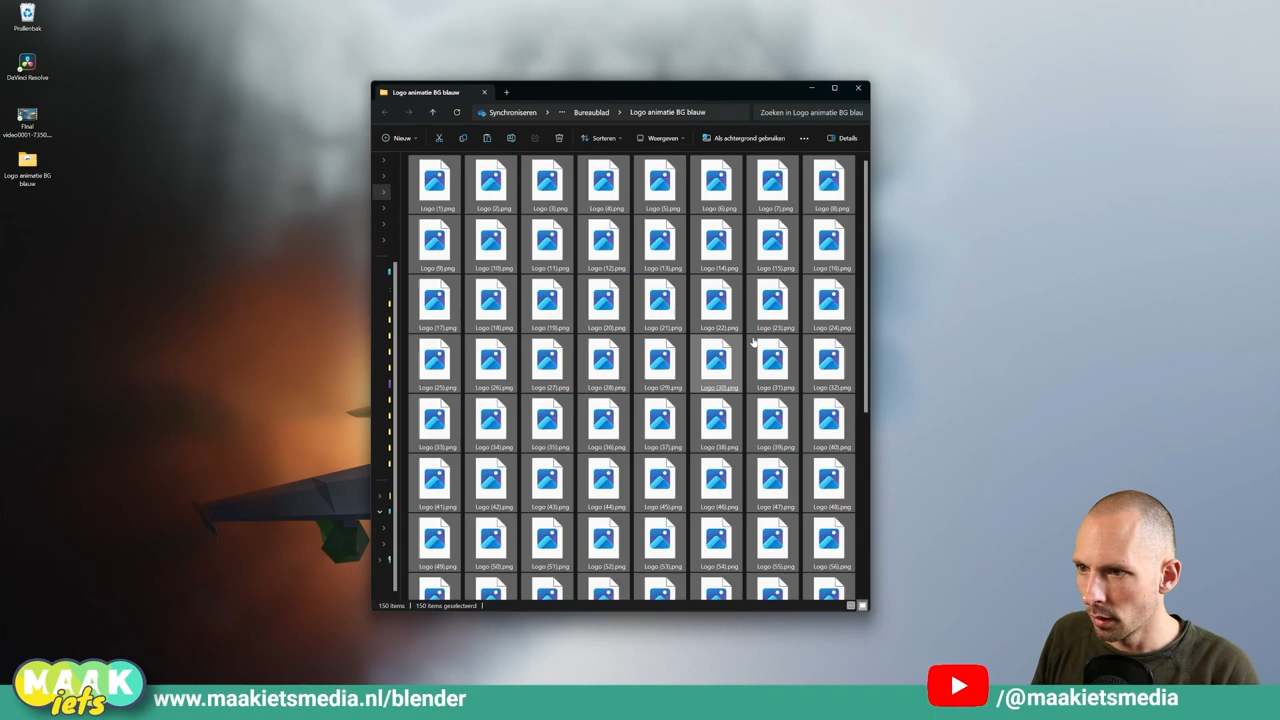 Prullenbak
DaVinci Resolve
Final
video0001-7350...
Logo animatie BG
blauw
Logo animatie BG blauw
Synchroniseren
Bureaublad
Logo animatie BG blauw
Zoeken in Logo animatie BG blau
Nieuw
Sorteren
Weergeven
Als achtergrond gebruiken
Details
Logo (1).png Logo (2).png Logo (3).png Logo (4).png Logo (5).png Logo (6).png Logo (7).png Logo (8).png
Logo (9).png Logo (10).png Logo (11).png Logo (12).png Logo (13).png Logo (14).png Logo (15).png Logo (16).png
Logo (17).png Logo (18).png Logo (19).png Logo (20).png Logo (21).png Logo (22).png Logo (23).png Logo (24).png
Logo (25).png Logo (26).png Logo (27).png Logo (28).png Logo (29).png Logo (30).png Logo (31).png Logo (32).png
Logo (33).png Logo (34).png Logo (35).png Logo (36).png Logo (37).png Logo (38).png Logo (39).png Logo (40).png
Logo (41).png Logo (42).png Logo (43).png Logo (44).png Logo (45).png Logo (46).png Logo (47).png Logo (48).png
Logo (49).png Logo (50).png Logo (51).png Logo (52).png Logo (53).png Logo (54).png Logo (55).png Logo (56).png
150 items 150 items geselecteerd
MAAK
iets
www.maakietsmedia.nl/blender
/@maakietsmedia